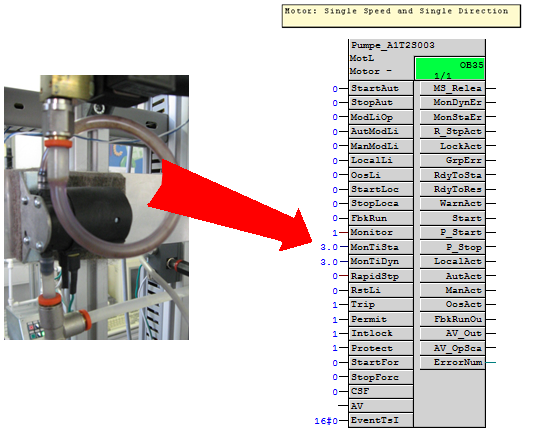 Motor: Single Speed and Single Direction
Pumpe_A1T2S003
MotL OB35
Motor - 1/1
0 StartAut MS_Relea
0 StopAut MonDynEr
0 ModLiOp MonStaEr
0 AutModLi R_StpAct
0 ManModLi LockAct
0 LocalLi GrpErr
0 OosLi RdyToSta
0 StartLoc RdyToRes
0 StopLoca WarnAct
0 FbkRun Start
1 Monitor P_Start
3.0 MonTiSta P_Stop
3.0 MonTiDyn LocalAct
0 RapidStp AutAct
0 RstLi ManAct
1 Trip OosAct
1 Permit FbkRunOu
1 Intlock AV_Out
1 Protect AV_OpSca
0 StartFor ErrorNum
0 StopForc
0 CSF
AV
16#0 EventTsI